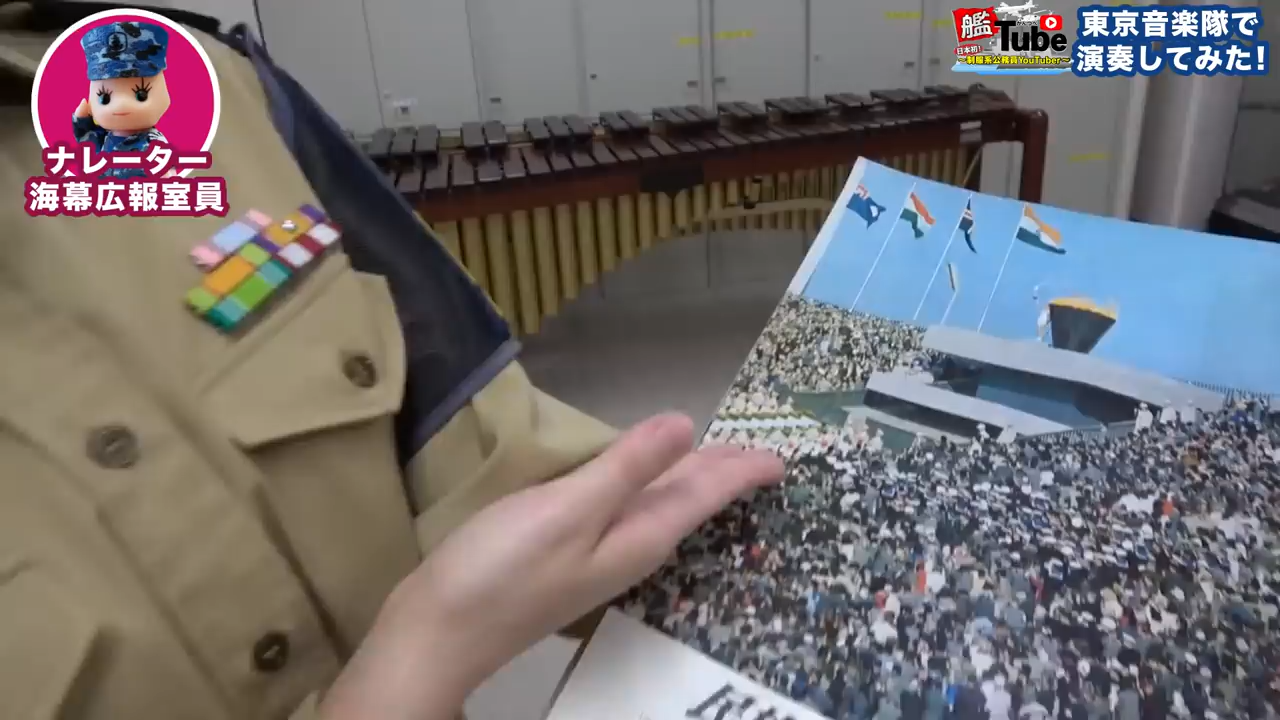 ナレーター
海幕広報室員
艦
日本初!
Tube
～制服系公務員YouTuber～
東京音楽隊で
演奏してみた!